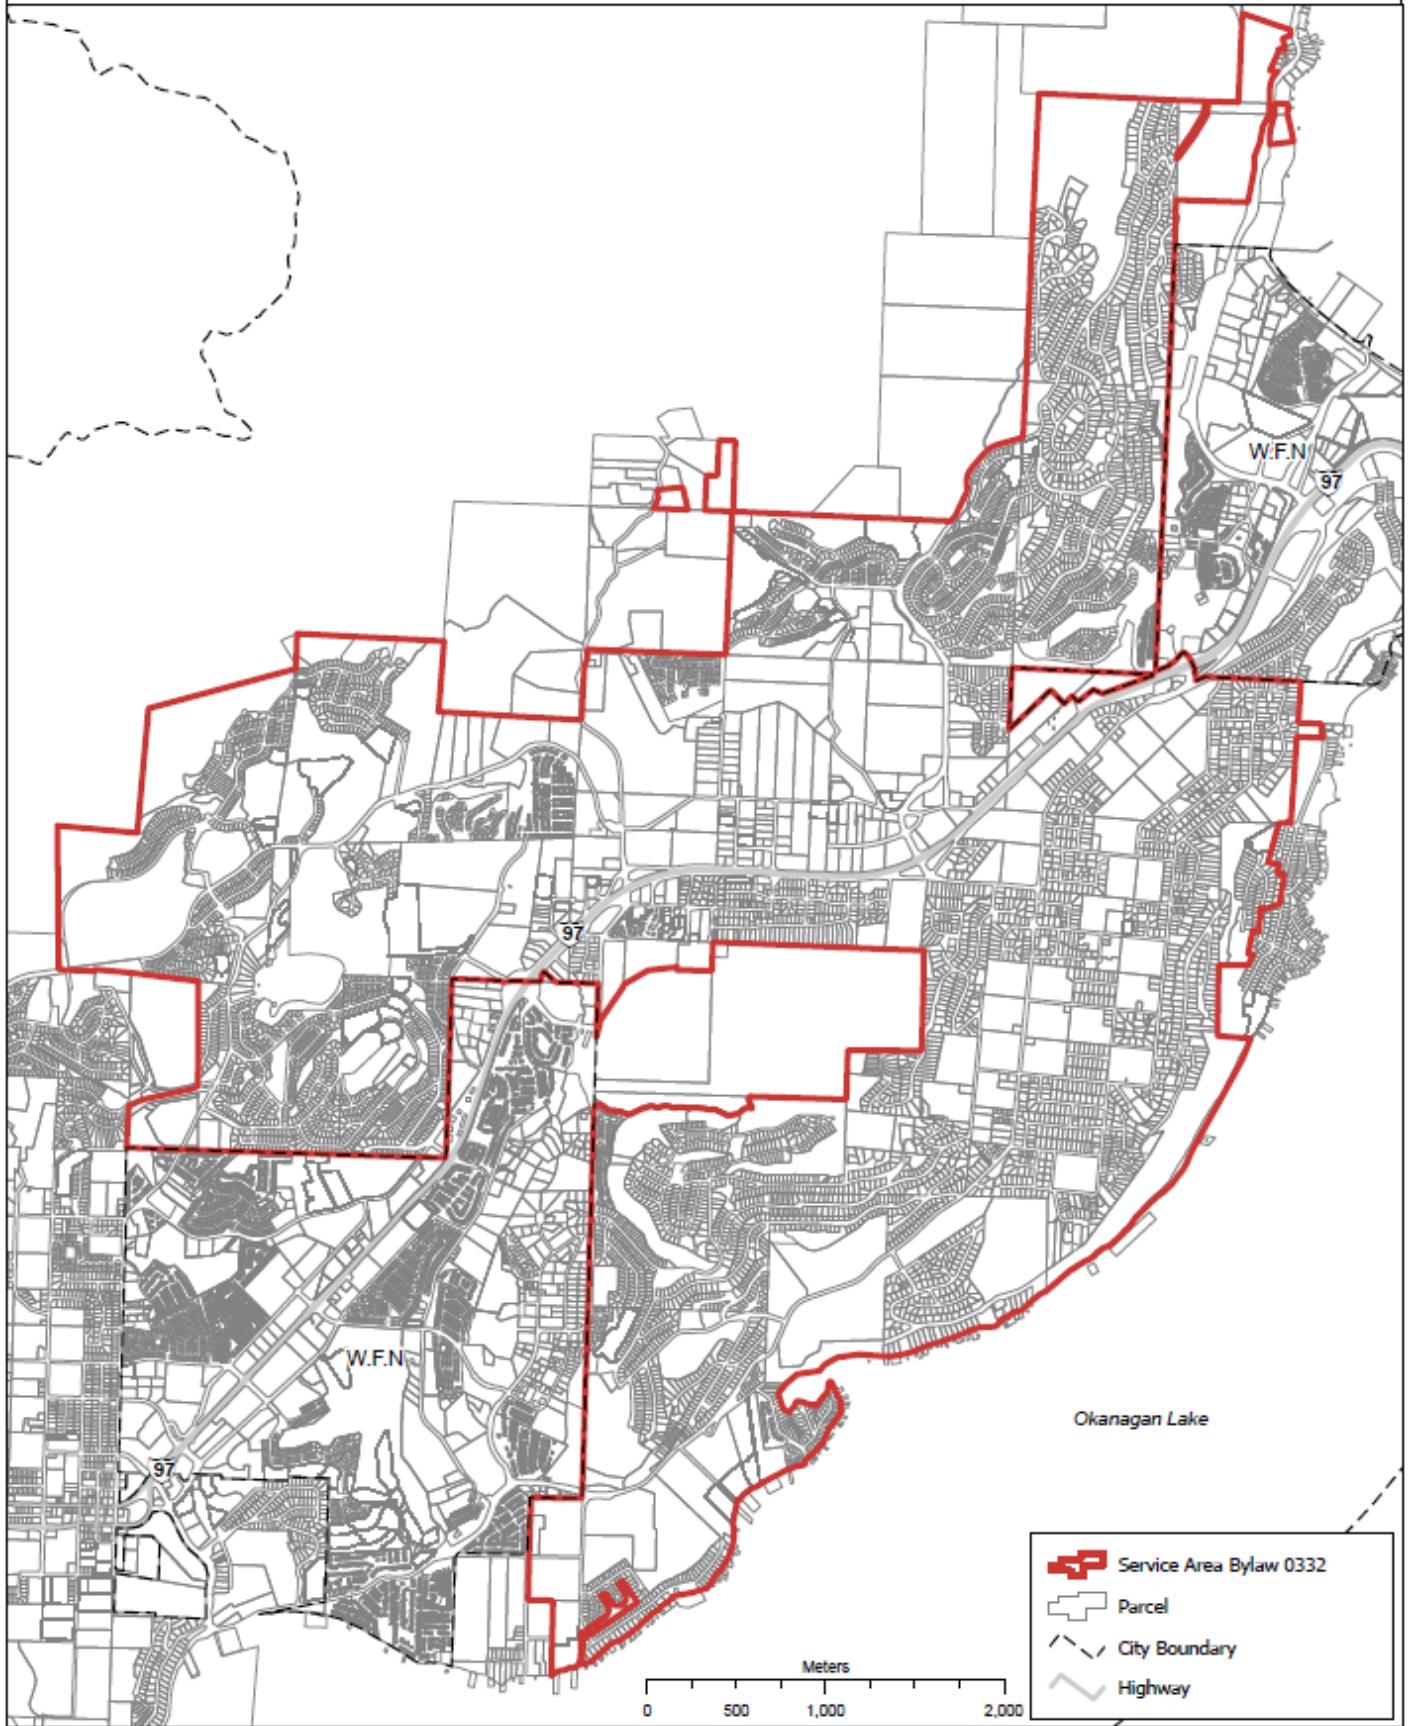 W.F.N
97
97
W.F.N
97
Okanagan Lake
Service Area Bylaw 0332
Parcel
City Boundary
Highway
Meters
0 500 1,000 2,000